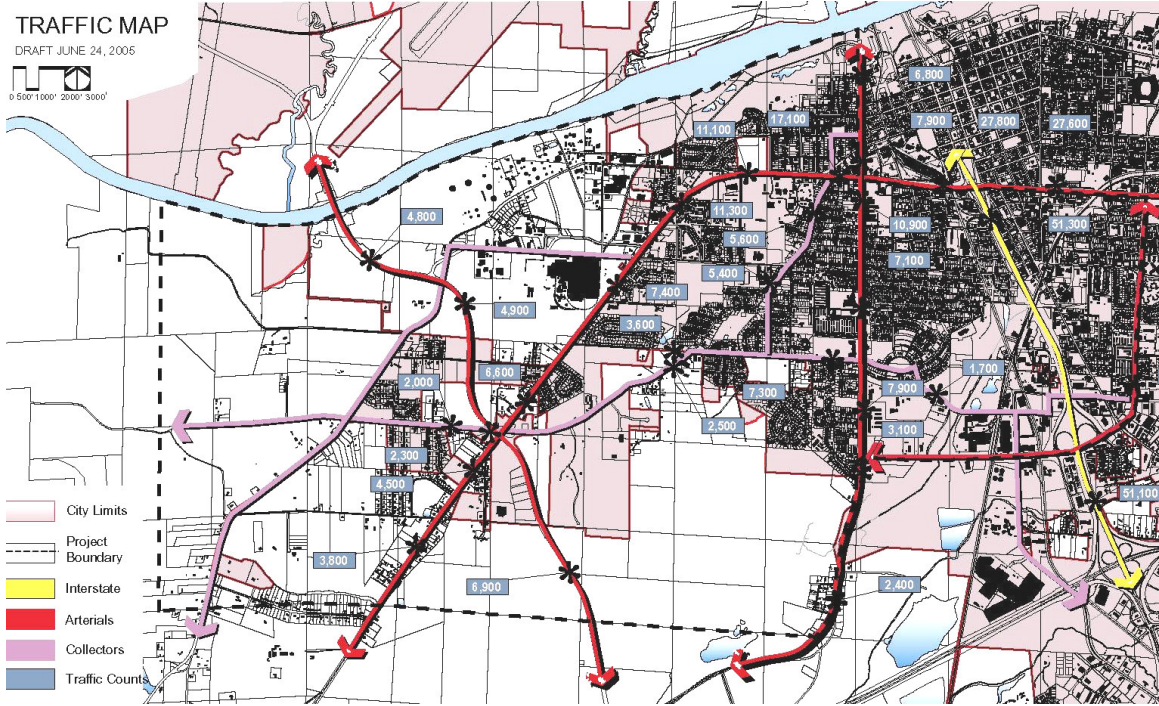 TRAFFIC MAP
DRAFT JUNE 24, 2005
0 500' 1000' 2000' 3000'
6,800
17,100
7,900
27,800
27,600
11,100
4,800
11,300
10,900
51,300
5,600
7,100
5,400
7,400
4,900
3,600
6,600
2,000
1,700
7,900
7,300
2,500
3,100
2,300
4,500
51,100
3,800
6,900
2,400
City Limits
Project
Boundary
Interstate
Arterials
Collectors
Traffic Counts